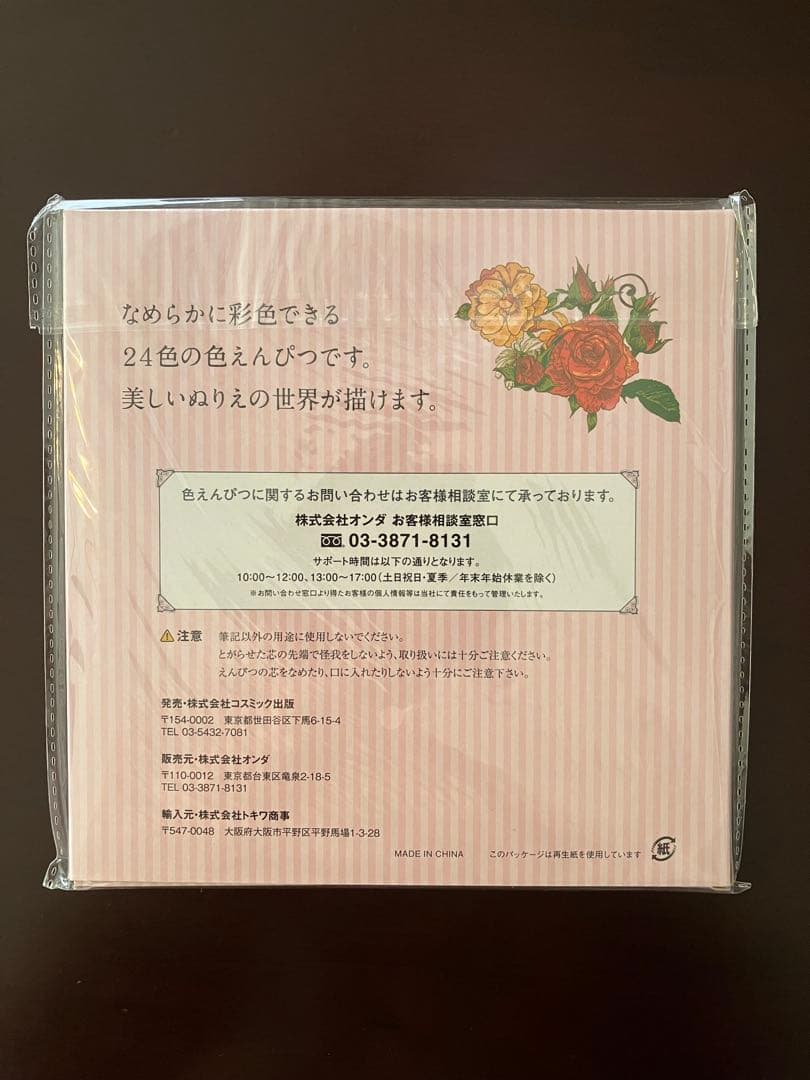 なめらかに彩色できる
24色の色えんぴつです。
美しいぬりえの世界が描けます。
色えんぴつに関するお問い合わせはお客様相談室にて承っております。
株式会社オンダ お客様相談室窓口
03-3871-8131
サポート時間は以下の通りとなります。
10:00〜12:00、13:00〜17:00(土日祝日・夏季/年末年始休業を除く)
※お問い合わせ窓口より得たお客様の個人情報等は当社にて責任をもって管理いたします。
注意 筆記以外の用途に使用しないでください。
とがらせた芯の先端で怪我をしないよう、取り扱いには十分ご注意ください。
えんぴつの芯をなめたり、口に入れたりしないよう十分にご注意下さい。
発売・株式会社コスミック出版
〒154-0002 東京都世田谷区下馬6-15-4
TEL 03-5432-7081
販売元・株式会社オンダ
〒110-0012 東京都台東区竜泉2-18-5
TEL 03-3871-8131
輸入元・株式会社トキワ商事
〒547-0048 大阪府大阪市平野区平野馬場1-3-28
MADE IN CHINA このパッケージは再生紙を使用しています 紙